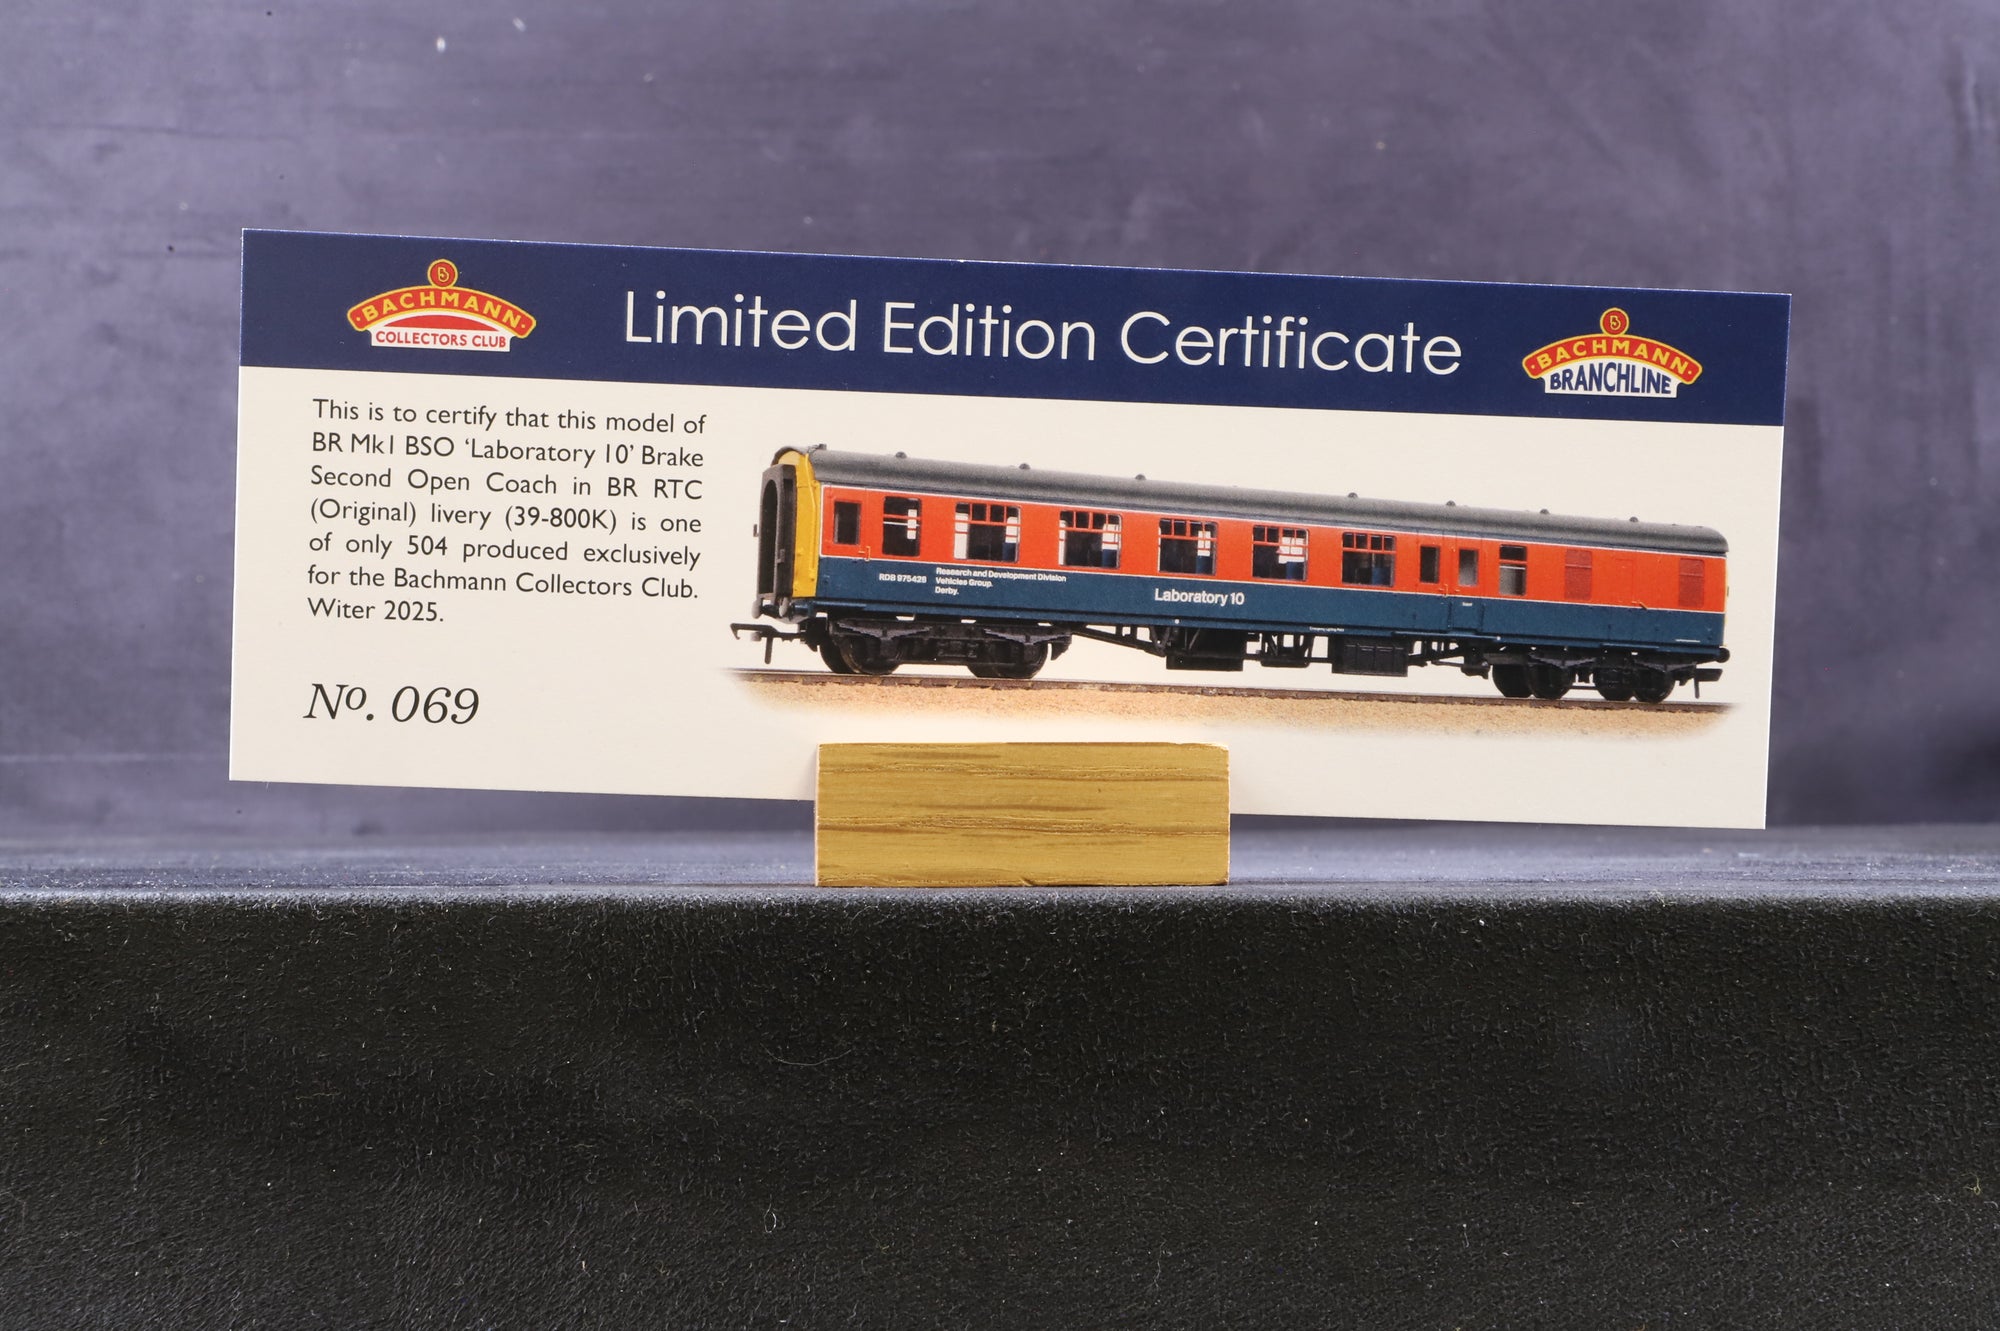 BACHMANN
COLLECTORS CLUB
Limited Edition Certificate
BACHMANN
BRANCHLINE
This is to certify that this model of
BR Mk1 BSO ‘Laboratory 10’ Brake
Second Open Coach in BR RTC
(Original) livery (39-800K) is one
of only 504 produced exclusively
for the Bachmann Collectors Club.
Witer 2025.
No. 069
RDB 975428
Research and Development Division
Vehicles Group.
Derby.
Laboratory 10